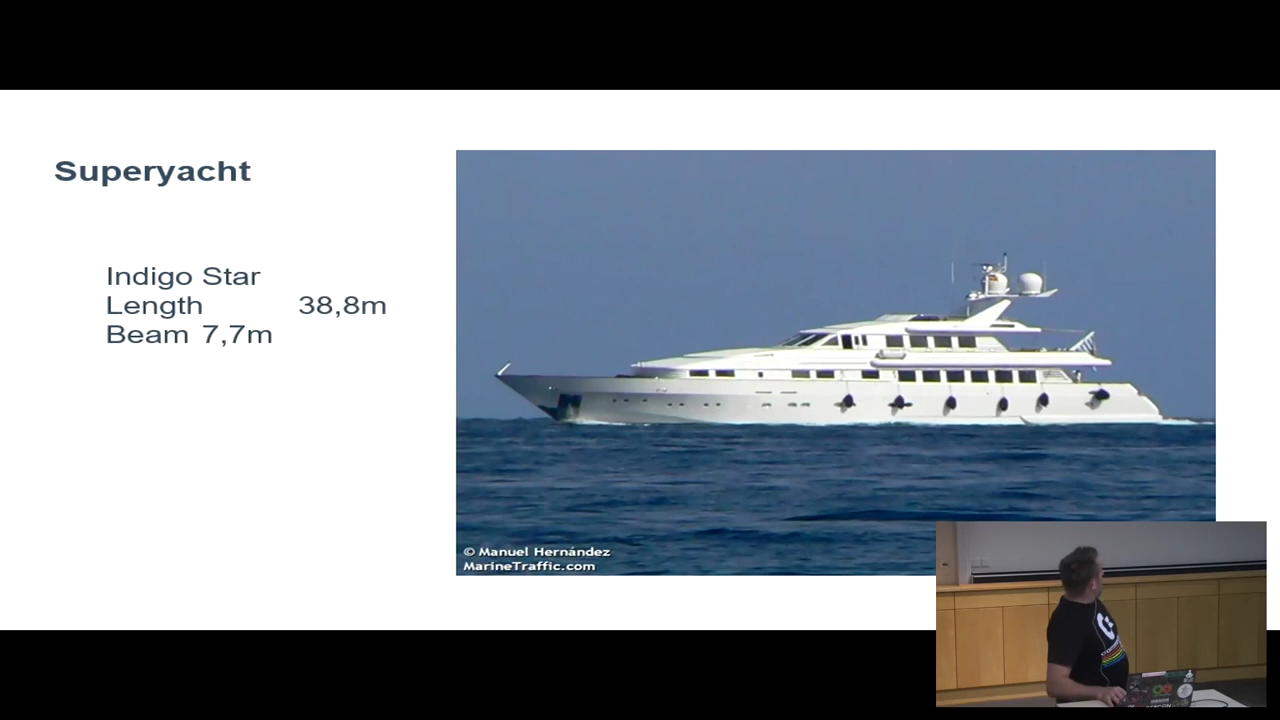 Superyacht
Indigo Star
Length 38,8m
Beam 7,7m
© Manuel Hernández
MarineTraffic.com